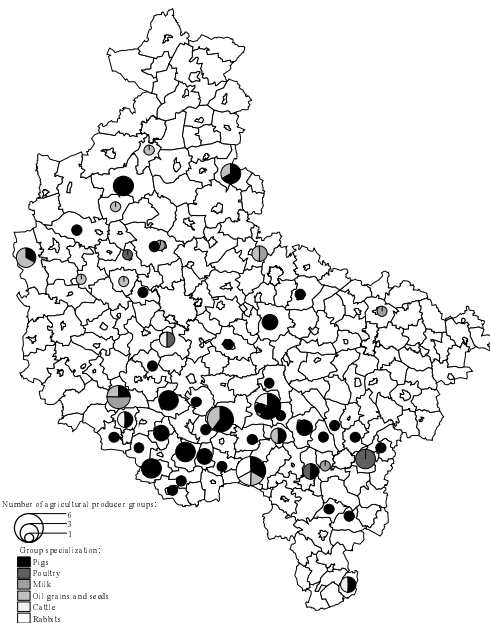 Number of agricultural producer groups:
6
3
1
Group specialization:
Pigs
Poultry
Milk
Oil grains and seeds
Cattle
Rabbits